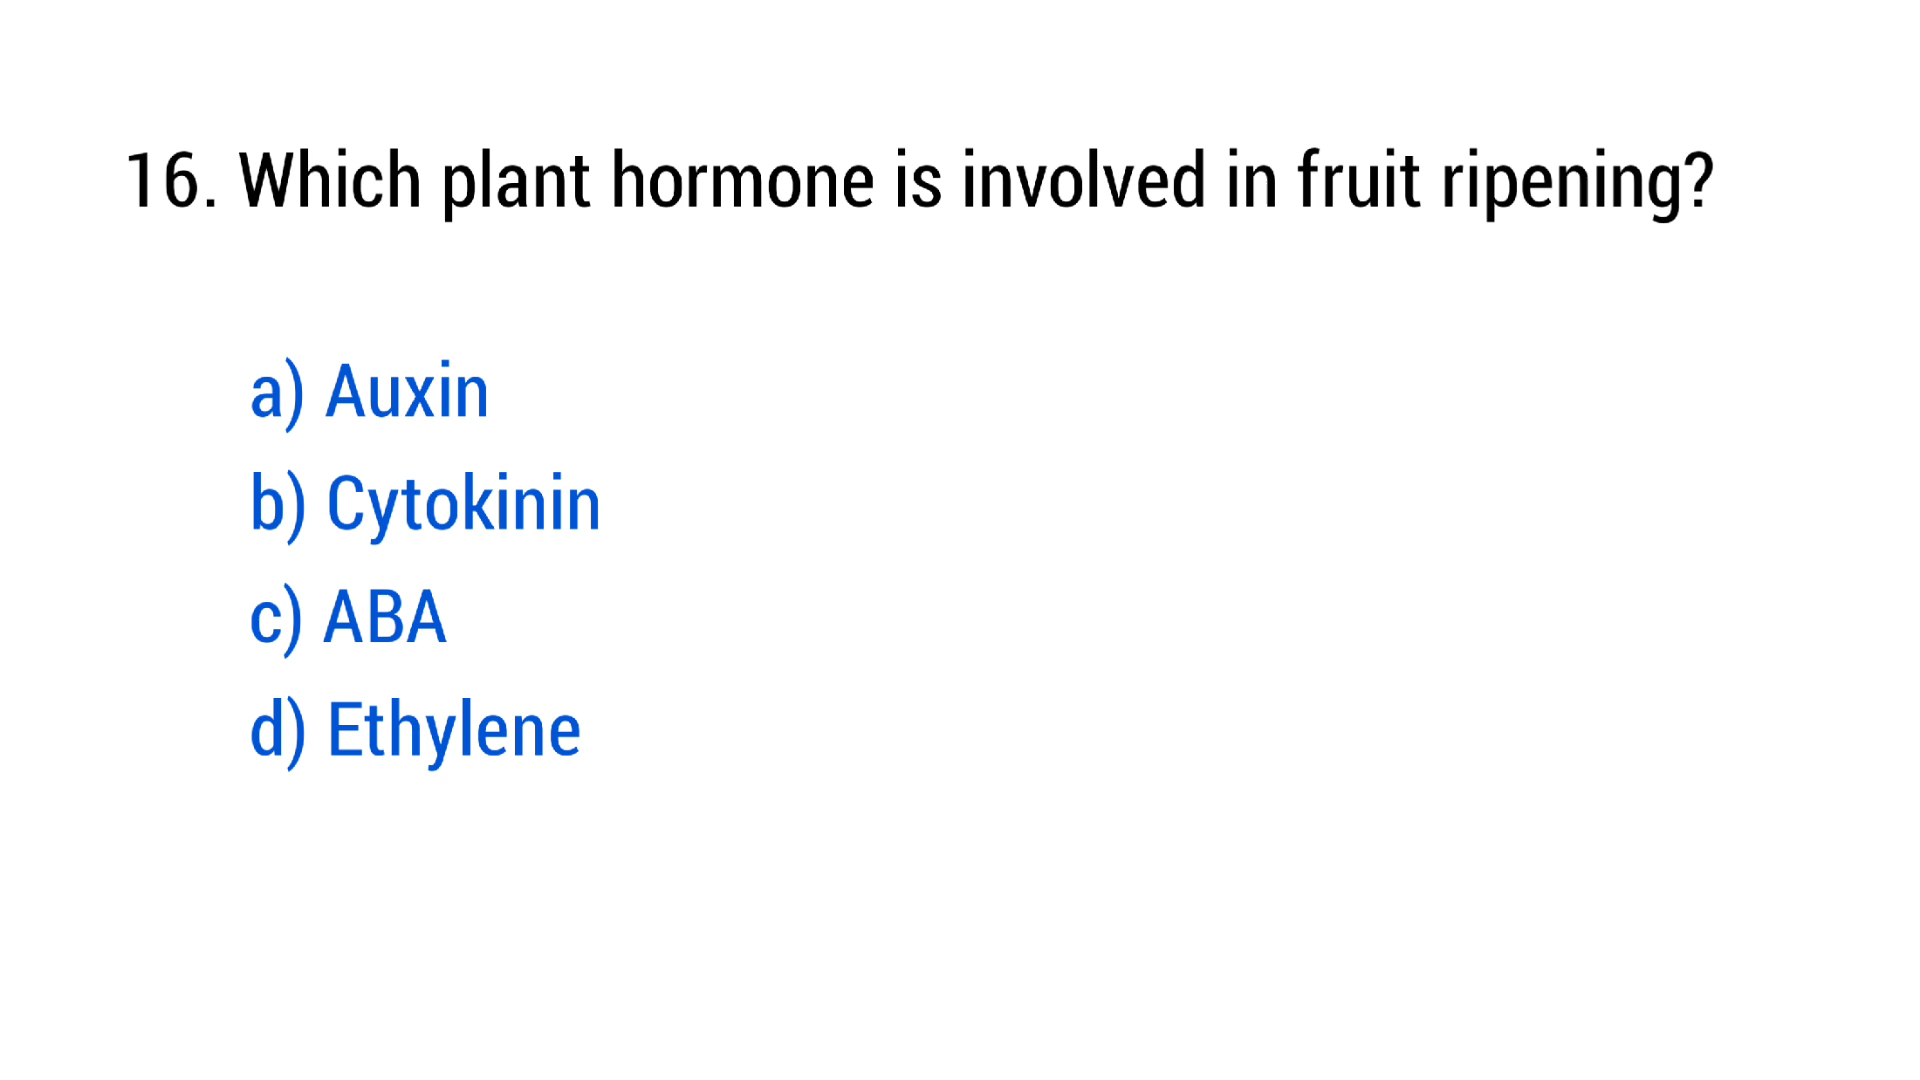 16. Which plant hormone is involved in fruit ripening?
a) Auxin
b) Cytokinin
c) ABA
d) Ethylene